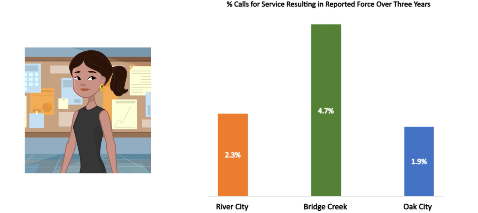 % Calls for Service Resulting in Reported Force Over Three Years
4.7%
2.3%
1.9%
River City
Bridge Creek
Oak City